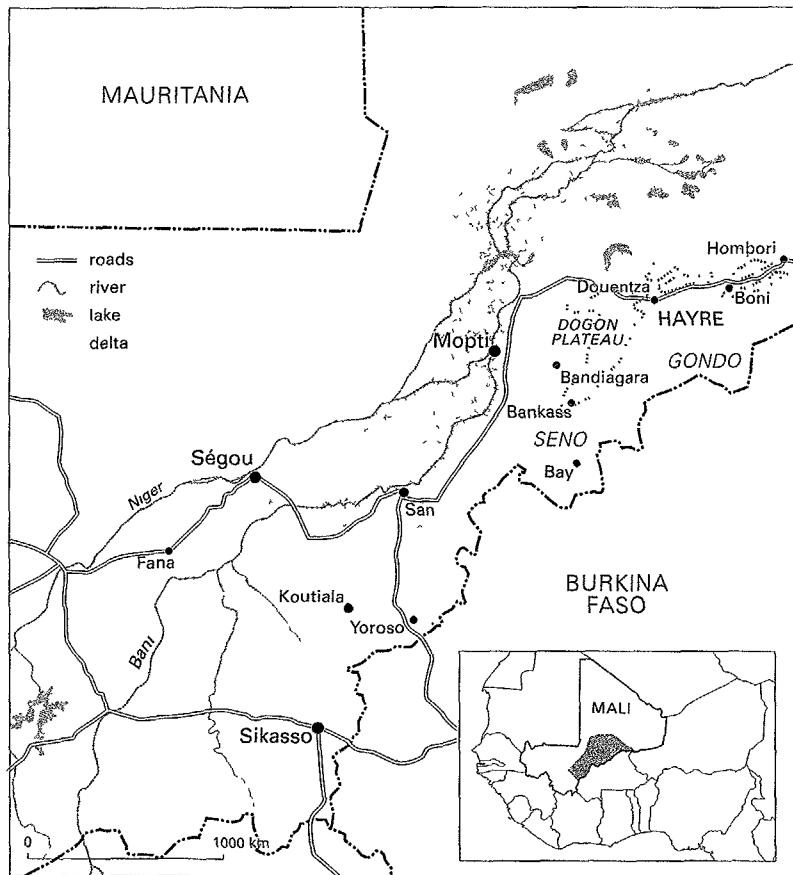 MAURITANIA
roads
river
lake
delta
Hombori
Douentza
Boni
HAYRE
DOGON
PLATEAU
Mopti
GONDO
Bandiagara
Bankass
SENO
Ségou
Bay
Niger
San
Fana
BURKINA
FASO
Koutiala
Yoroso
Bani
MALI
Sikasso
0 1000 km